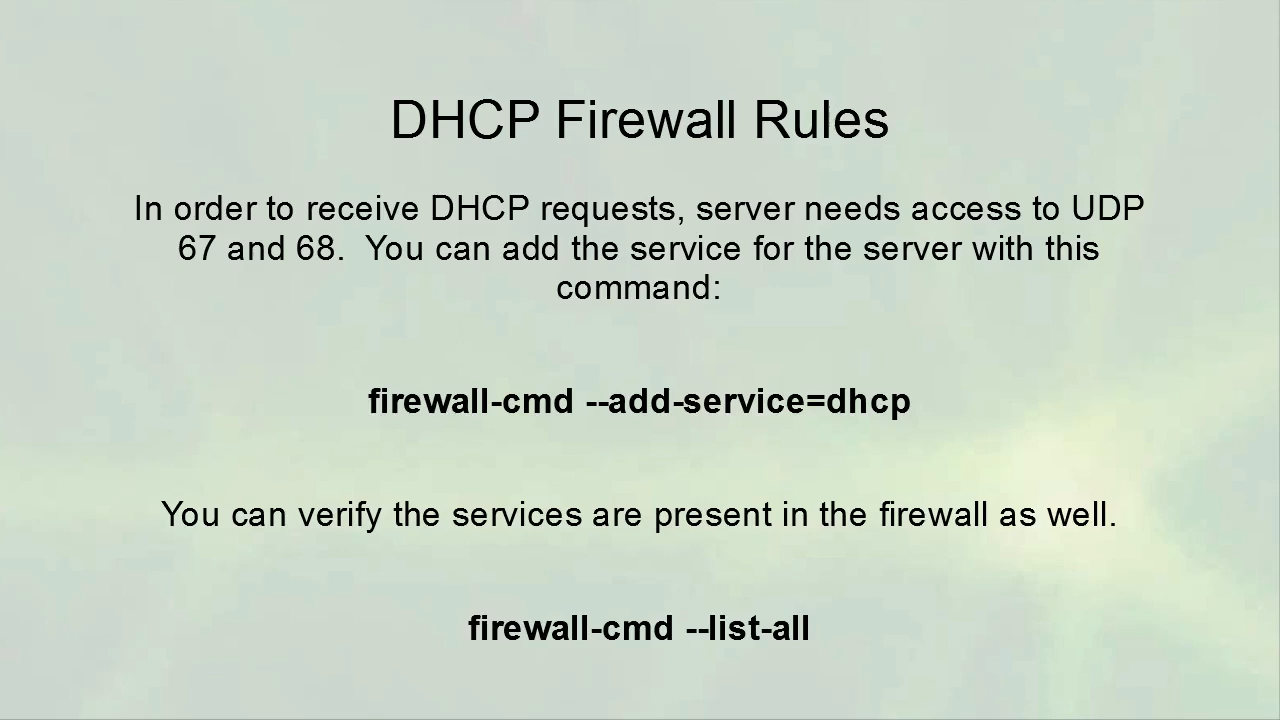 DHCP Firewall Rules
In order to receive DHCP requests, server needs access to UDP
67 and 68.  You can add the service for the server with this
command:
firewall-cmd --add-service=dhcp
You can verify the services are present in the firewall as well.
firewall-cmd --list-all